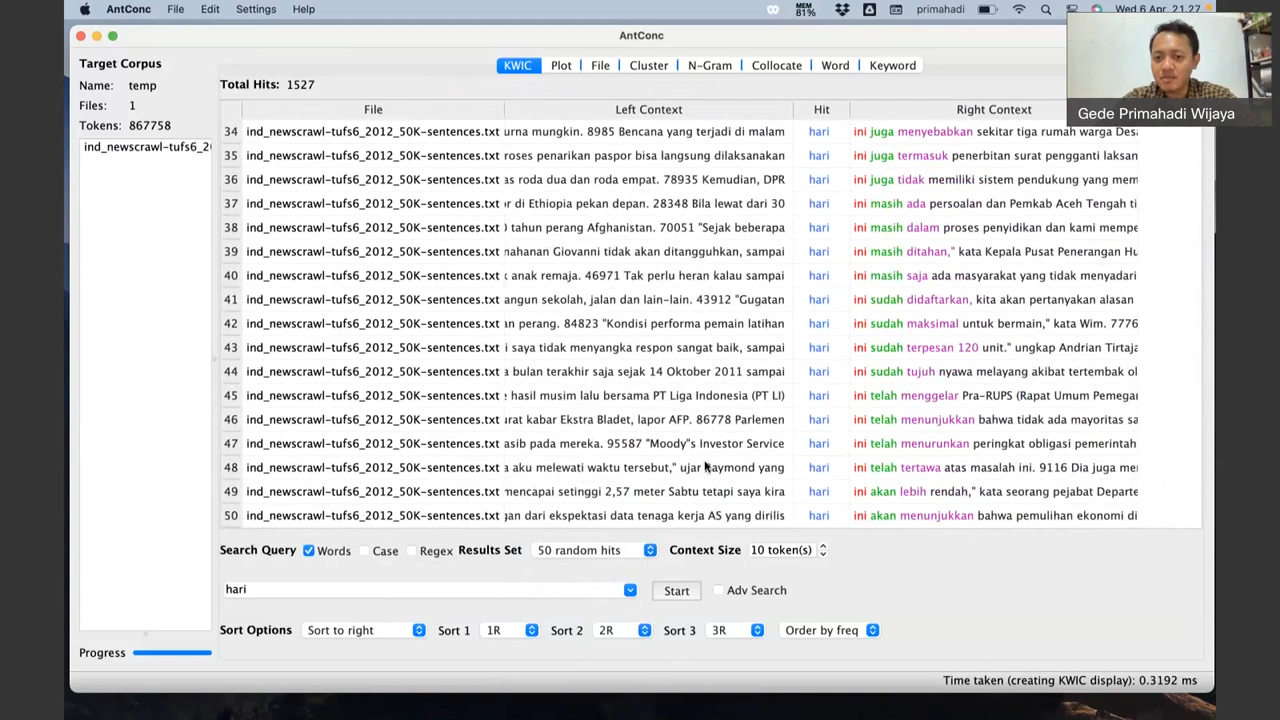 AntConc File Edit Settings Help MEM 81% primahadi Wed 6 Apr 21.27
AntConc
Gede Primahadi Wijaya
Target Corpus
Name: temp
Files: 1
Tokens: 867758
ind_newscrawl-tufs6_2
KWIC Plot File Cluster N-Gram Collocate Word Keyword
Total Hits: 1527
File Left Context Hit Right Context
34 ind_newscrawl-tufs6_2012_50K-sentences.txt urna mungkin. 8985 Bencana yang terjadi di malam hari ini juga menyebabkan sekitar tiga rumah warga Des
35 ind_newscrawl-tufs6_2012_50K-sentences.txt roses penarikan paspor bisa langsung dilaksanakan hari ini juga termasuk penerbitan surat pengganti laksan
36 ind_newscrawl-tufs6_2012_50K-sentences.txt as roda dua dan roda empat. 78935 Kemudian, DPR hari ini juga tidak memiliki sistem pendukung yang mem
37 ind_newscrawl-tufs6_2012_50K-sentences.txt r di Ethiopia pekan depan. 28348 Bila lewat dari 30 hari ini masih ada persoalan dan Pemkab Aceh Tengah ti
38 ind_newscrawl-tufs6_2012_50K-sentences.txt tahun perang Afghanistan. 70051 "Sejak beberapa hari ini masih dalam proses penyidikan dan kami mempe
39 ind_newscrawl-tufs6_2012_50K-sentences.txt nahanan Giovanni tidak akan ditangguhkan, sampai hari ini masih ditahan," kata Kepala Pusat Penerangan Hu
40 ind_newscrawl-tufs6_2012_50K-sentences.txt anak remaja. 46971 Tak perlu heran kalau sampai hari ini masih saja ada masyarakat yang tidak menyadari
41 ind_newscrawl-tufs6_2012_50K-sentences.txt angun sekolah, jalan dan lain-lain. 43912 "Gugatan hari ini sudah didaftarkan, kita akan pertanyakan alasan
42 ind_newscrawl-tufs6_2012_50K-sentences.txt an perang. 84823 "Kondisi performa pemain latihan hari ini sudah maksimal untuk bermain," kata Wim. 7776
43 ind_newscrawl-tufs6_2012_50K-sentences.txt i saya tidak menyangka respon sangat baik, sampai hari ini sudah terpesan 120 unit." ungkap Andrian Tirtaja
44 ind_newscrawl-tufs6_2012_50K-sentences.txt a bulan terakhir saja sejak 14 Oktober 2011 sampai hari ini sudah tujuh nyawa melayang akibat tertembak ol
45 ind_newscrawl-tufs6_2012_50K-sentences.txt hasil musim lalu bersama PT Liga Indonesia (PT LI) hari ini telah menggelar Pra-RUPS (Rapat Umum Pemegan
46 ind_newscrawl-tufs6_2012_50K-sentences.txt urat kabar Ekstra Bladet, lapor AFP. 86778 Parlemen hari ini telah menunjukkan bahwa tidak ada mayoritas sa
47 ind_newscrawl-tufs6_2012_50K-sentences.txt asib pada mereka. 95587 "Moody"s Investor Service hari ini telah menurunkan peringkat obligasi pemerintah
48 ind_newscrawl-tufs6_2012_50K-sentences.txt a aku melewati waktu tersebut," ujar Raymond yang hari ini telah tertawa atas masalah ini. 9116 Dia juga mer
49 ind_newscrawl-tufs6_2012_50K-sentences.txt mencapai setinggi 2,57 meter Sabtu tetapi saya kira hari ini akan lebih rendah," kata seorang pejabat Departe
50 ind_newscrawl-tufs6_2012_50K-sentences.txt gan dari ekspektasi data tenaga kerja AS yang dirilis hari ini akan menunjukkan bahwa pemulihan ekonomi di
Search Query Words Case Regex Results Set 50 random hits Context Size 10 token(s)
hari Start Adv Search
Sort Options Sort to right Sort 1 1R Sort 2 2R Sort 3 3R Order by freq
Progress
Time taken (creating KWIC display): 0.3192 ms